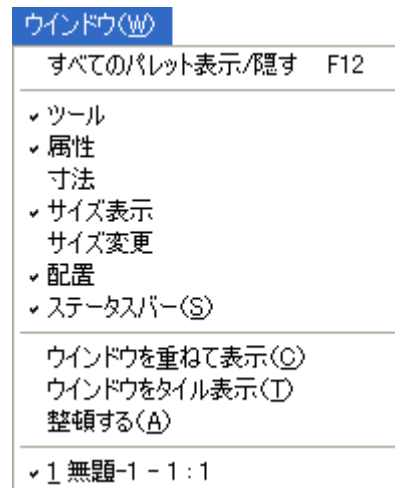 ウインドウ(W)
すべてのパレット表示/隠す F12
ツール
属性
寸法
サイズ表示
サイズ変更
配置
ステータスバー(S)
ウインドウを重ねて表示(C)
ウインドウをタイル表示(T)
整頓する(A)
1 無題-1 - 1 : 1